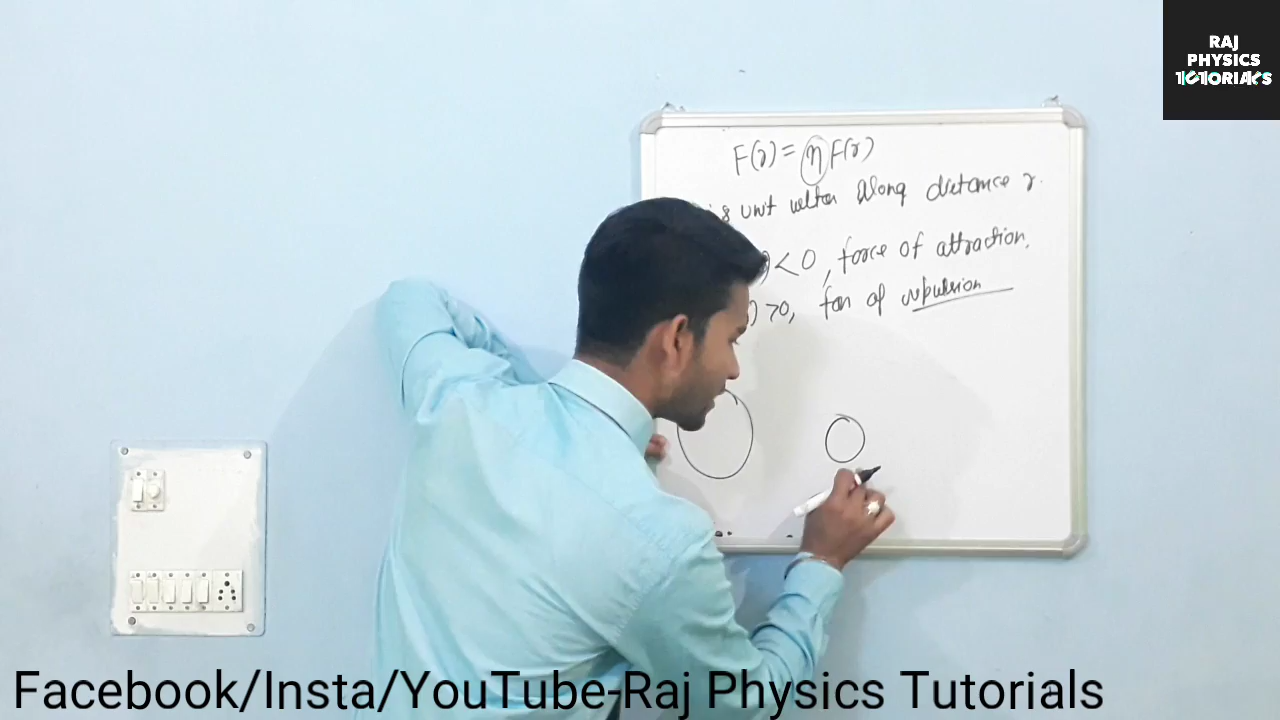 RAJ
PHYSICS
TUTORIALS
F(r) = η F(r)
is unit vector along distance r.
) < 0, force of attraction.
) >0, for of repulsion
Facebook/Insta/YouTube-Raj Physics Tutorials